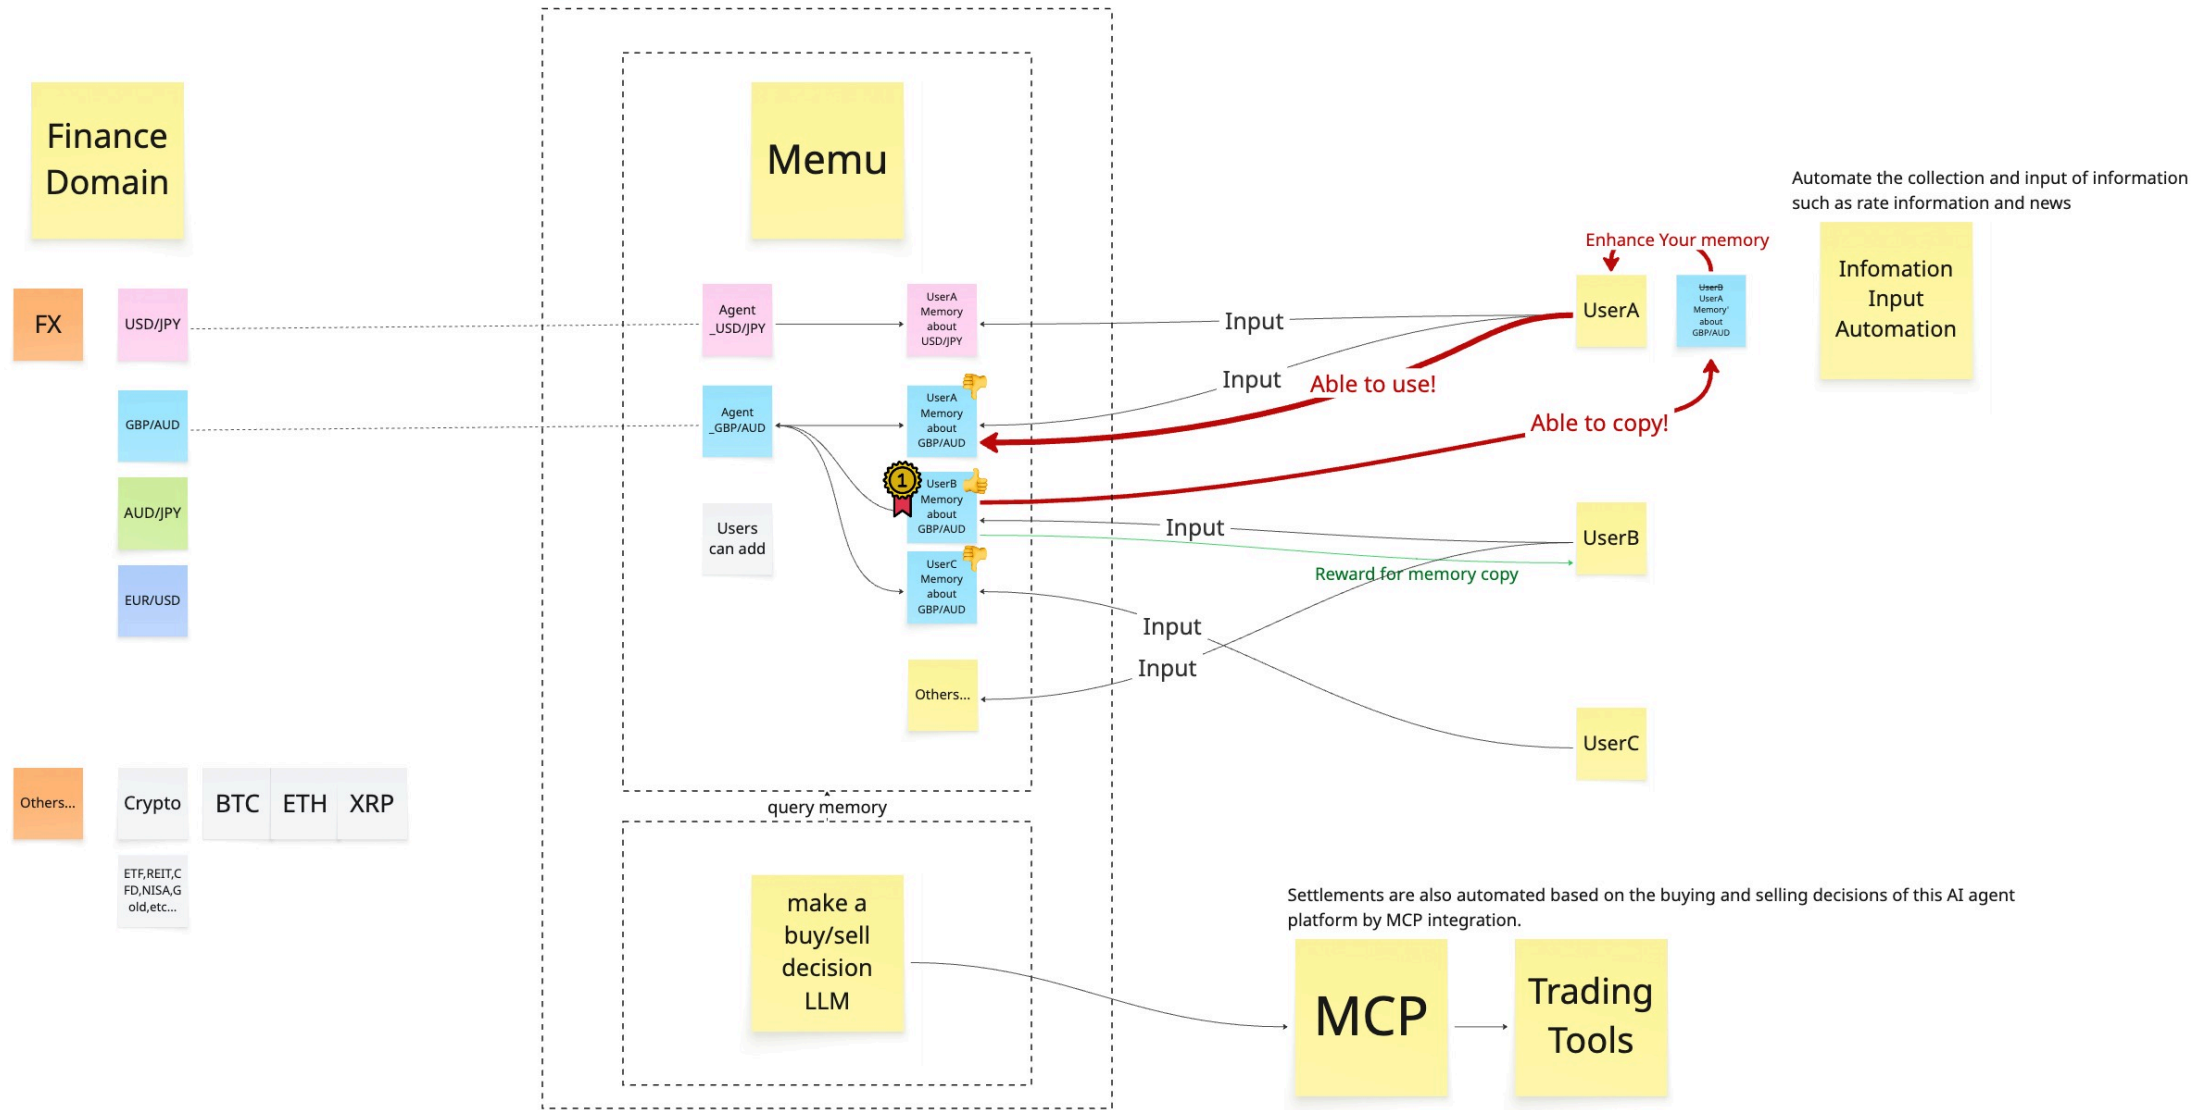 Finance
Domain
Memu
Automate the collection and input of information
such as rate information and news
Enhance Your memory
Infomation
Input
Automation
FX
USD/JPY
Agent
_USD/JPY
UserA
Memory
about
USD/JPY
Input
UserA
UserB
UserA
Memory'
about
GBP/AUD
Input
Able to use!
GBP/AUD
Agent
_GBP/AUD
UserA
Memory
about
GBP/AUD
Able to copy!
1
UserB
Memory
about
GBP/AUD
AUD/JPY
Users
can add
Input
UserB
Reward for memory copy
UserC
Memory
about
GBP/AUD
EUR/USD
Input
Input
Others...
UserC
Others...
Crypto
BTC
ETH
XRP
query memory
ETF,REIT,C
FD,NISA,G
old,etc...
make a
buy/sell
decision
LLM
Settlements are also automated based on the buying and selling decisions of this AI agent
platform by MCP integration.
MCP
Trading
Tools